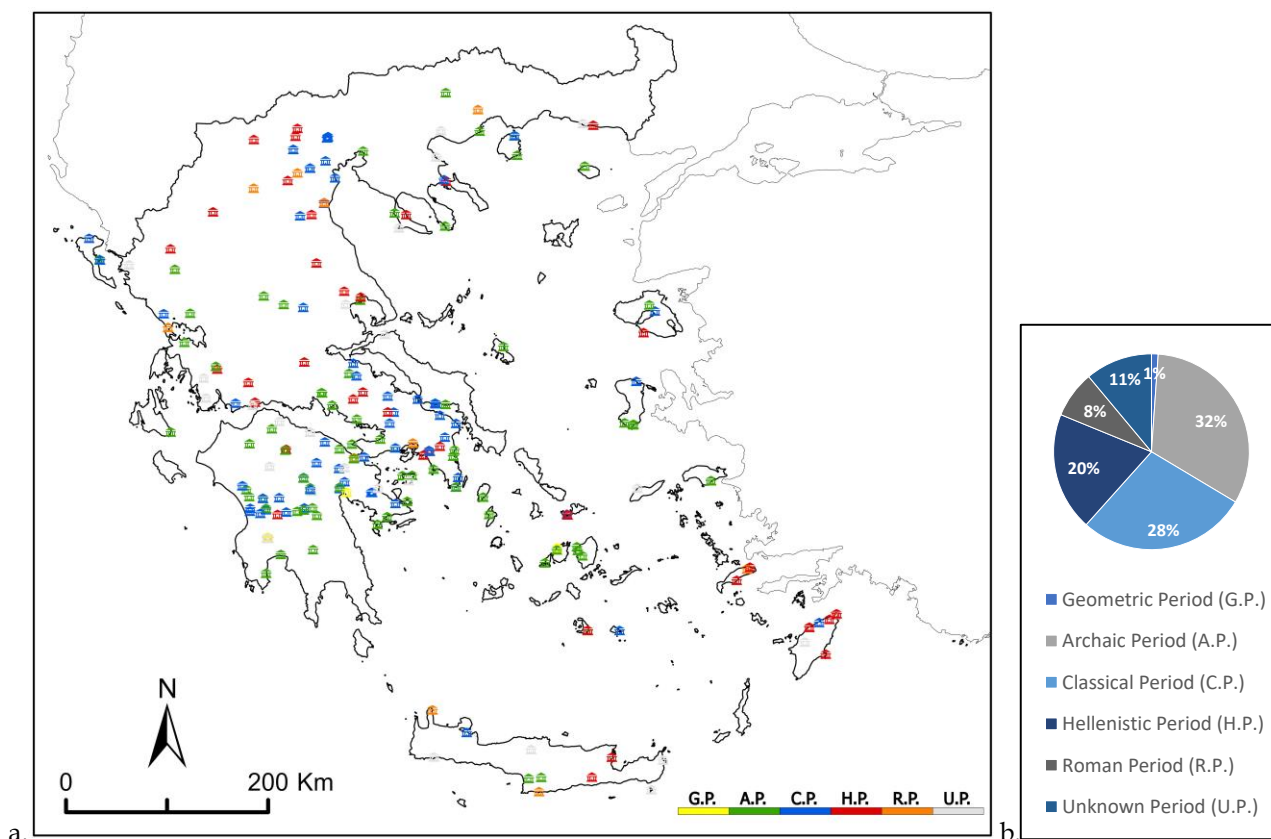 N
0 200 Km
G.P. A.P. C.P. H.P. R.P. U.P.
a.
1%
11%
8%
32%
20%
28%
Geometric Period (G.P.)
Archaic Period (A.P.)
Classical Period (C.P.)
Hellenistic Period (H.P.)
Roman Period (R.P.)
Unknown Period (U.P.)
b.